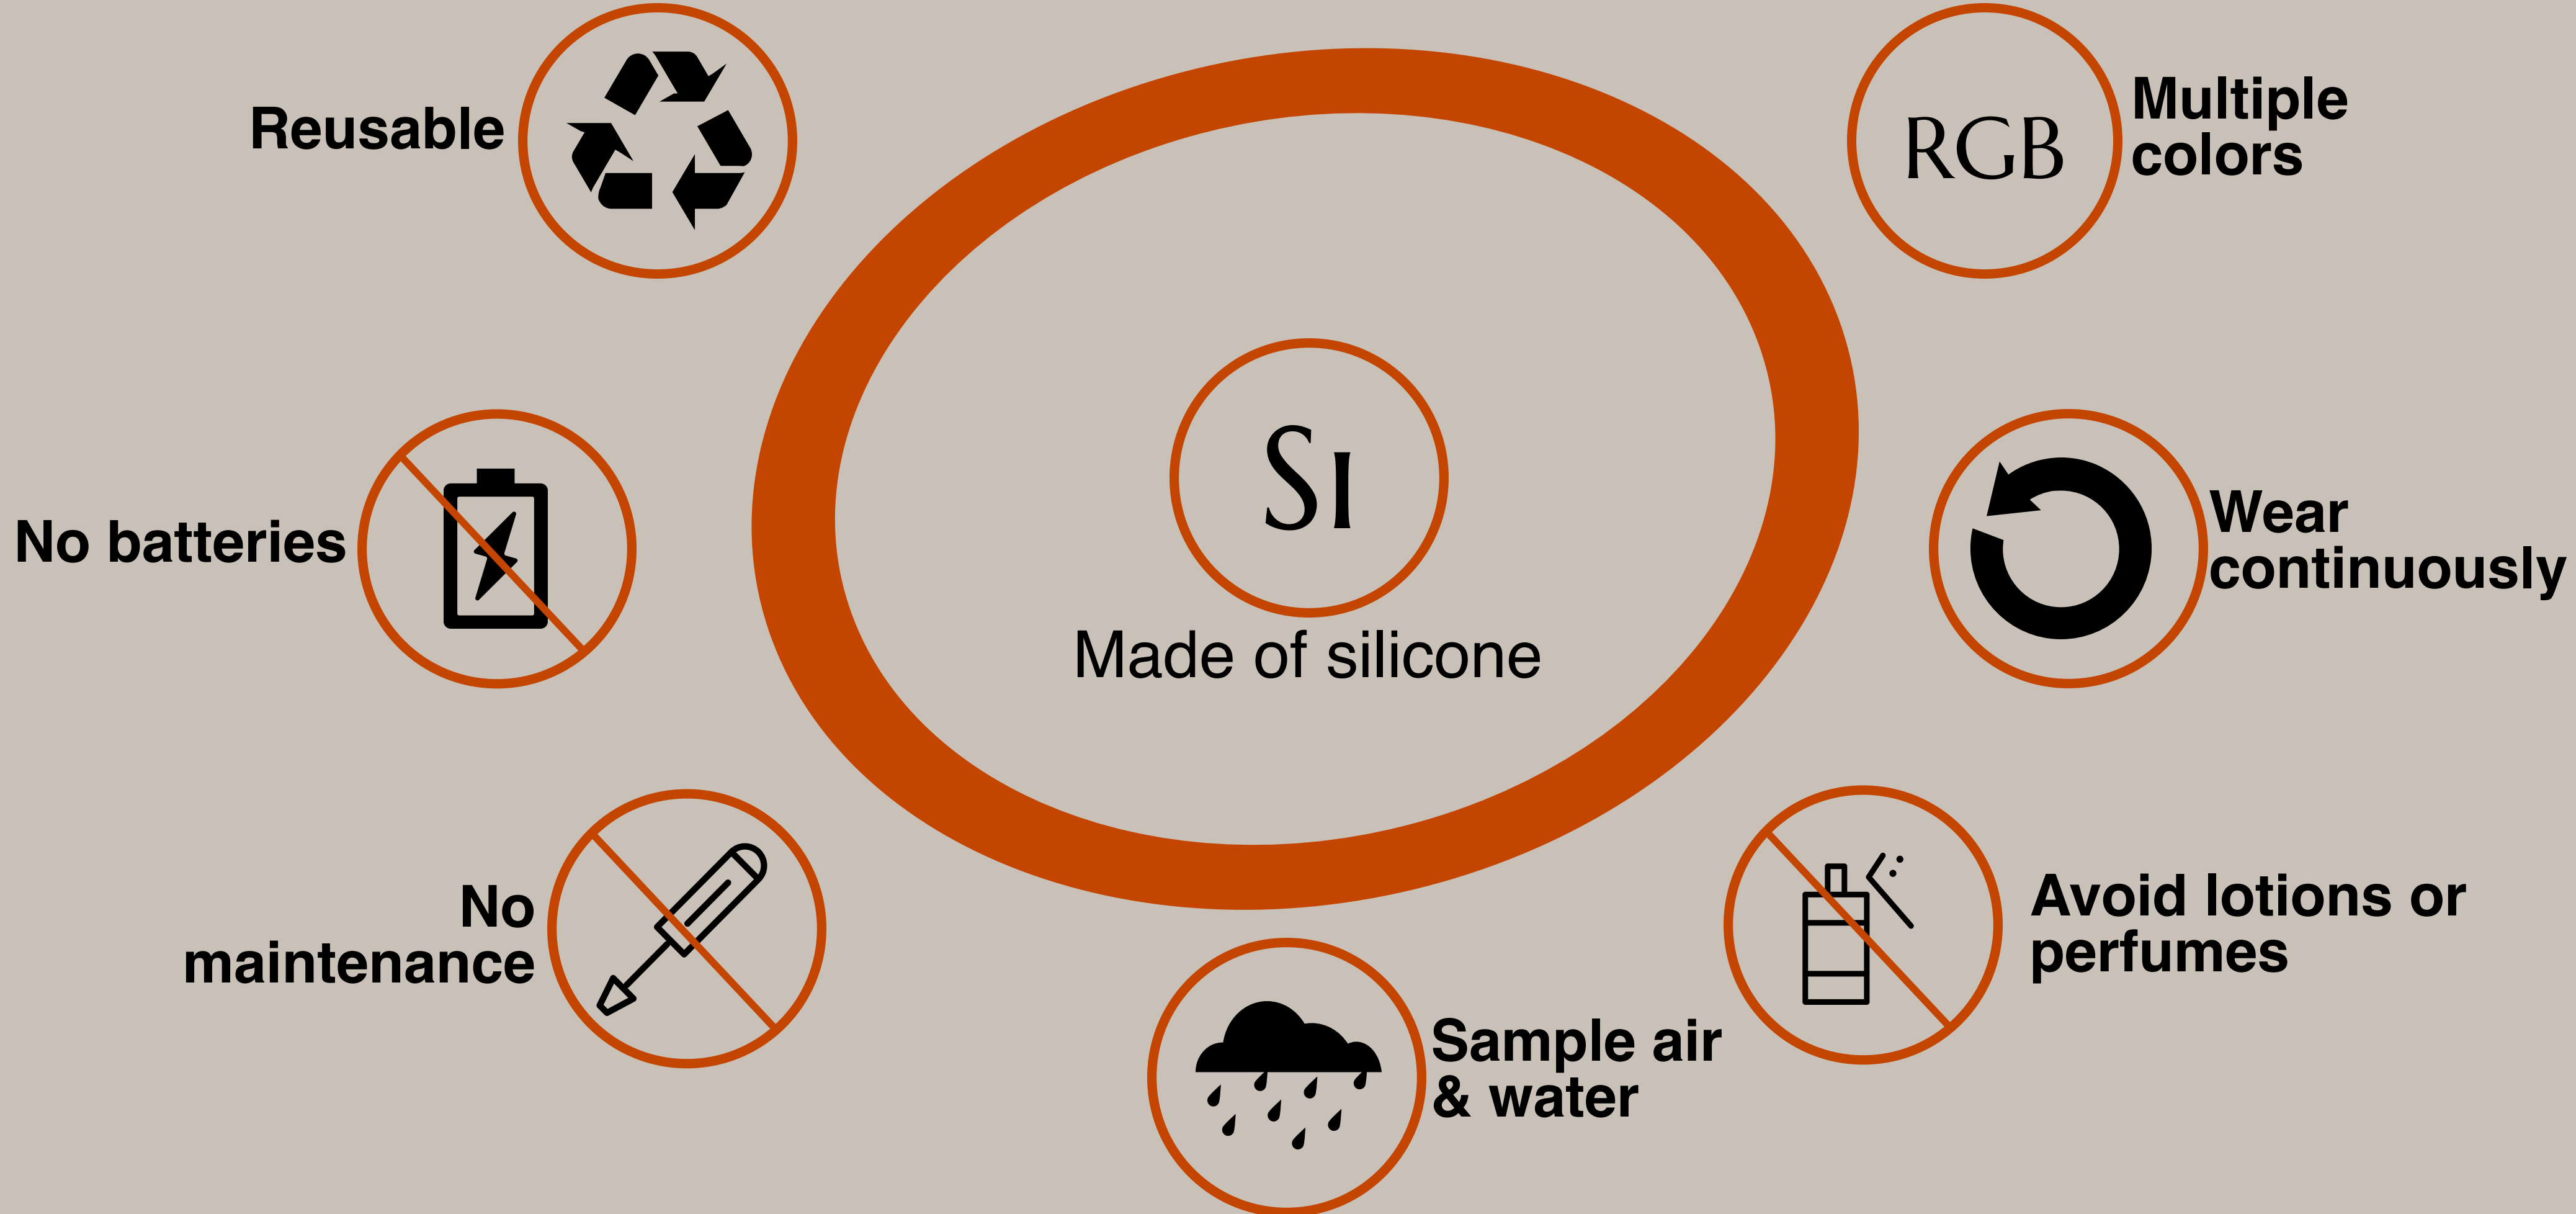 Reusable
RGB
Multiple
colors
No batteries
Si
Made of silicone
Wear
continuously
No
maintenance
Avoid lotions or
perfumes
Sample air
& water